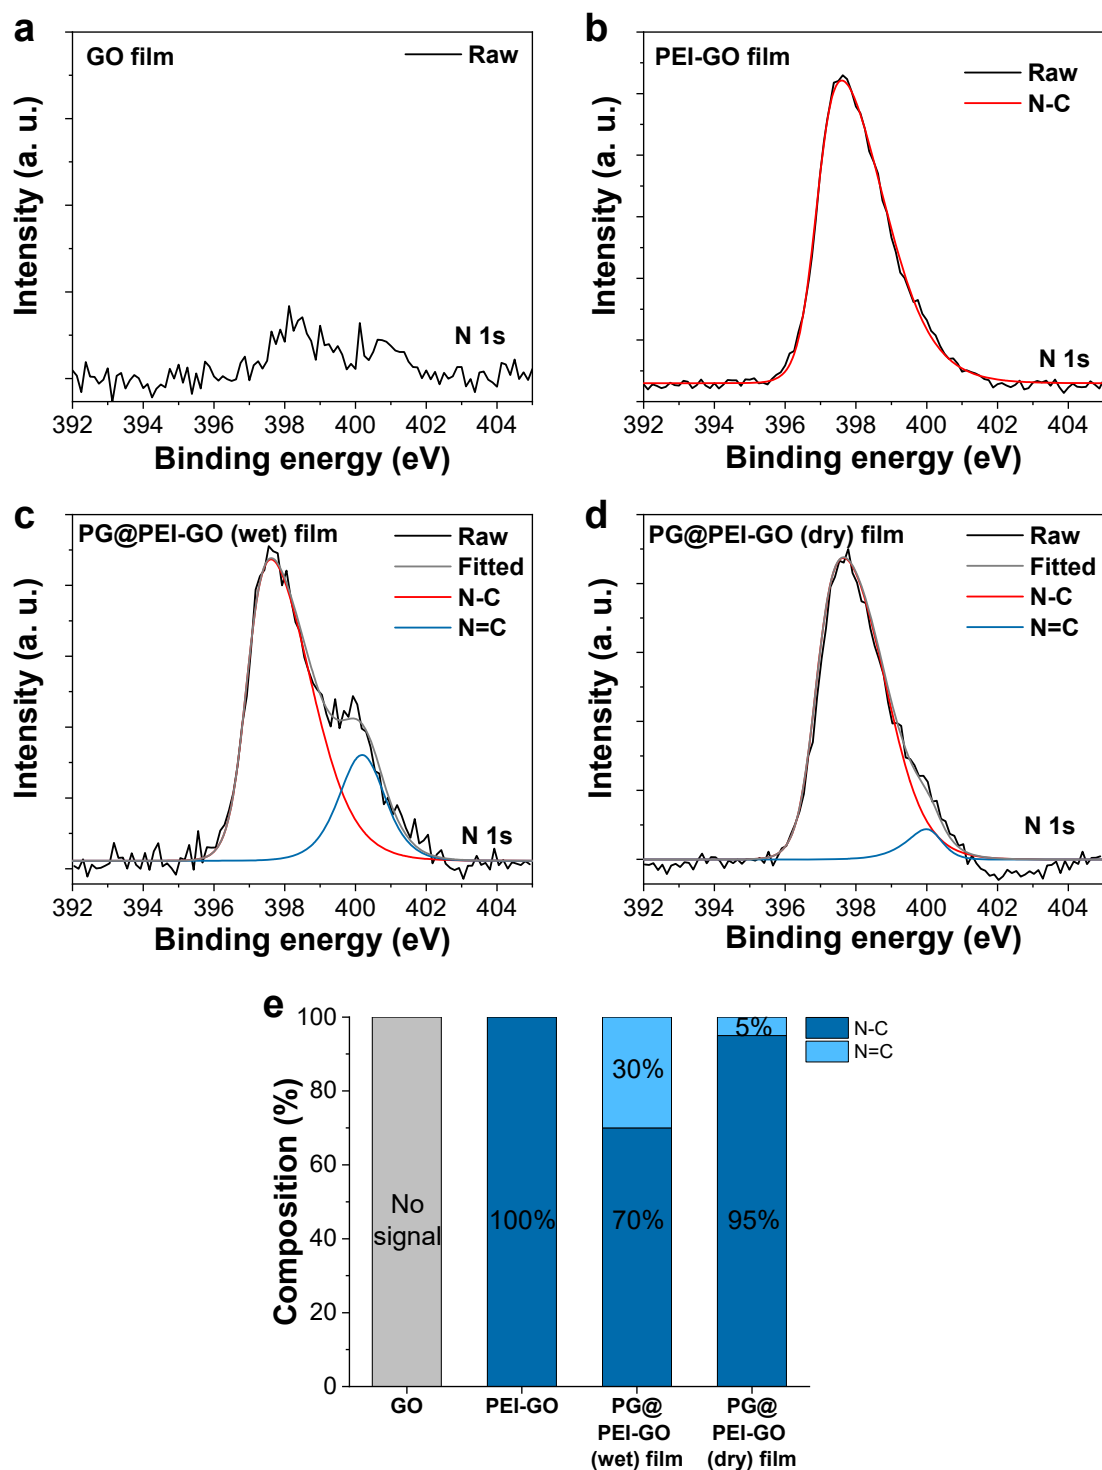 a
GO film
Raw
N 1s
Intensity (a. u.)
392 394 396 398 400 402 404
Binding energy (eV)
b
PEI-GO film
Raw
N-C
N 1s
Intensity (a. u.)
392 394 396 398 400 402 404
Binding energy (eV)
c
PG@PEI-GO (wet) film
Raw
Fitted
N-C
N=C
N 1s
Intensity (a. u.)
392 394 396 398 400 402 404
Binding energy (eV)
d
PG@PEI-GO (dry) film
Raw
Fitted
N-C
N=C
N 1s
Intensity (a. u.)
392 394 396 398 400 402 404
Binding energy (eV)
e
N-C
N=C
Composition (%)
100
80
60
40
20
0
No
signal
100%
30%
70%
5%
95%
GO
PEI-GO
PG@
PEI-GO
(wet) film
PG@
PEI-GO
(dry) film